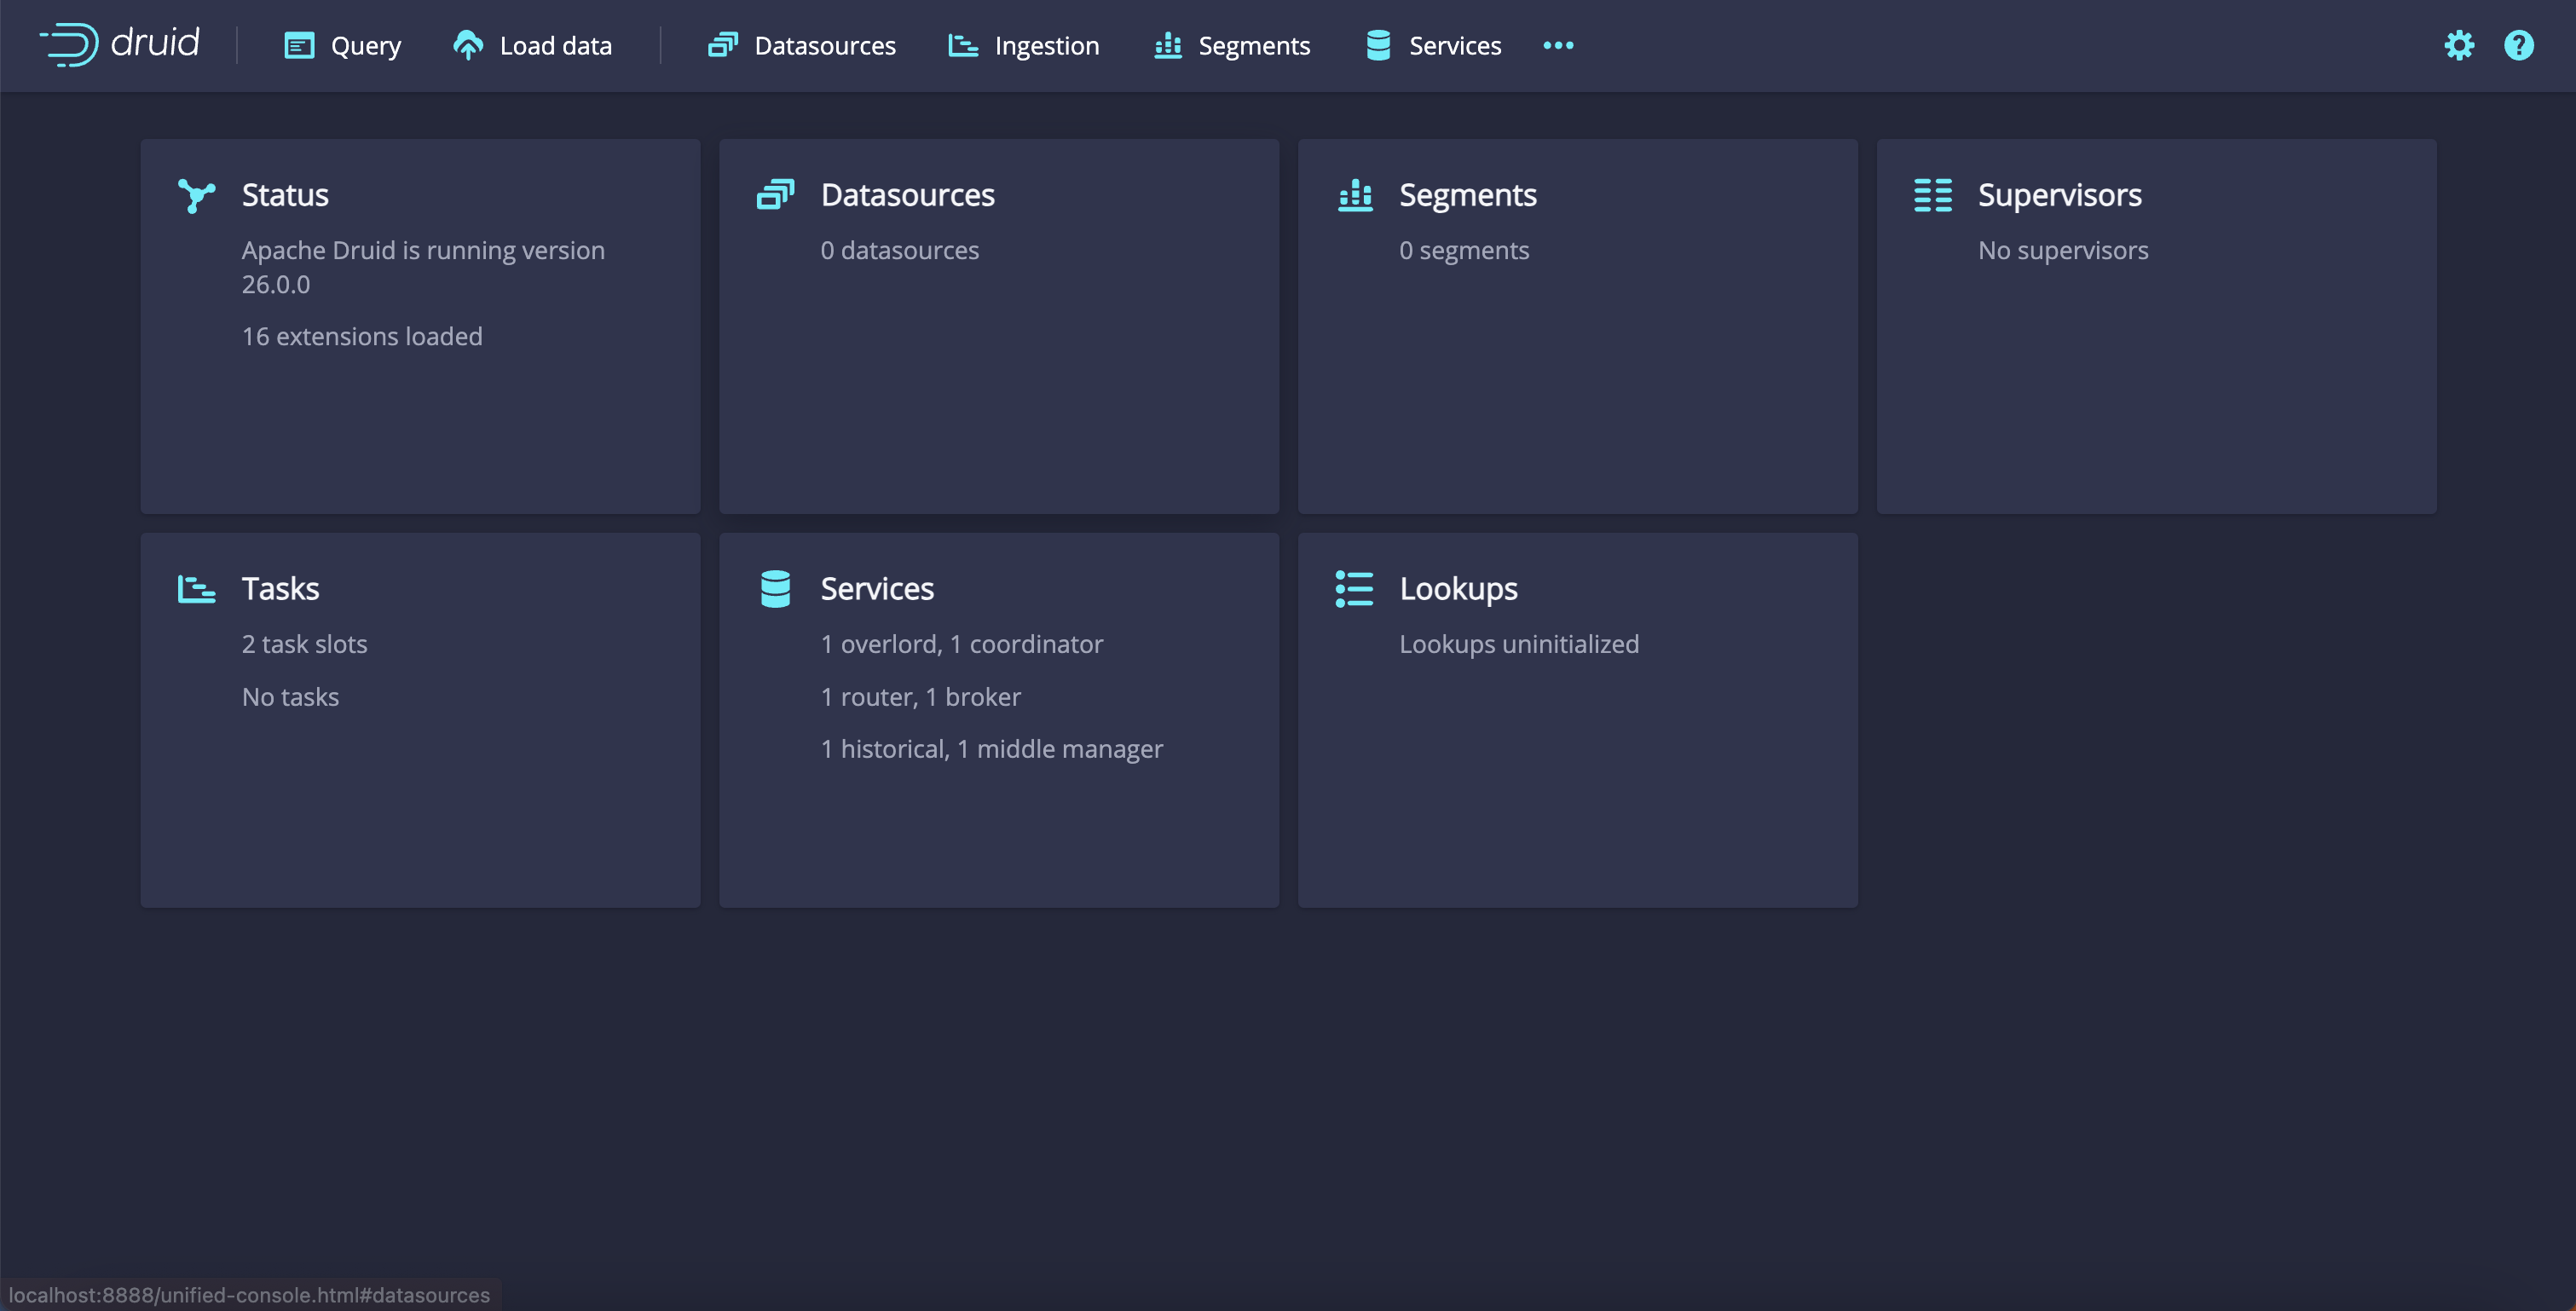 druid
Query
Load data
Datasources
Ingestion
Segments
Services
Status
Apache Druid is running version
26.0.0
16 extensions loaded
Datasources
0 datasources
Segments
0 segments
Supervisors
No supervisors
Tasks
2 task slots
No tasks
Services
1 overlord, 1 coordinator
1 router, 1 broker
1 historical, 1 middle manager
Lookups
Lookups uninitialized
localhost:8888/unified-console.html#datasources